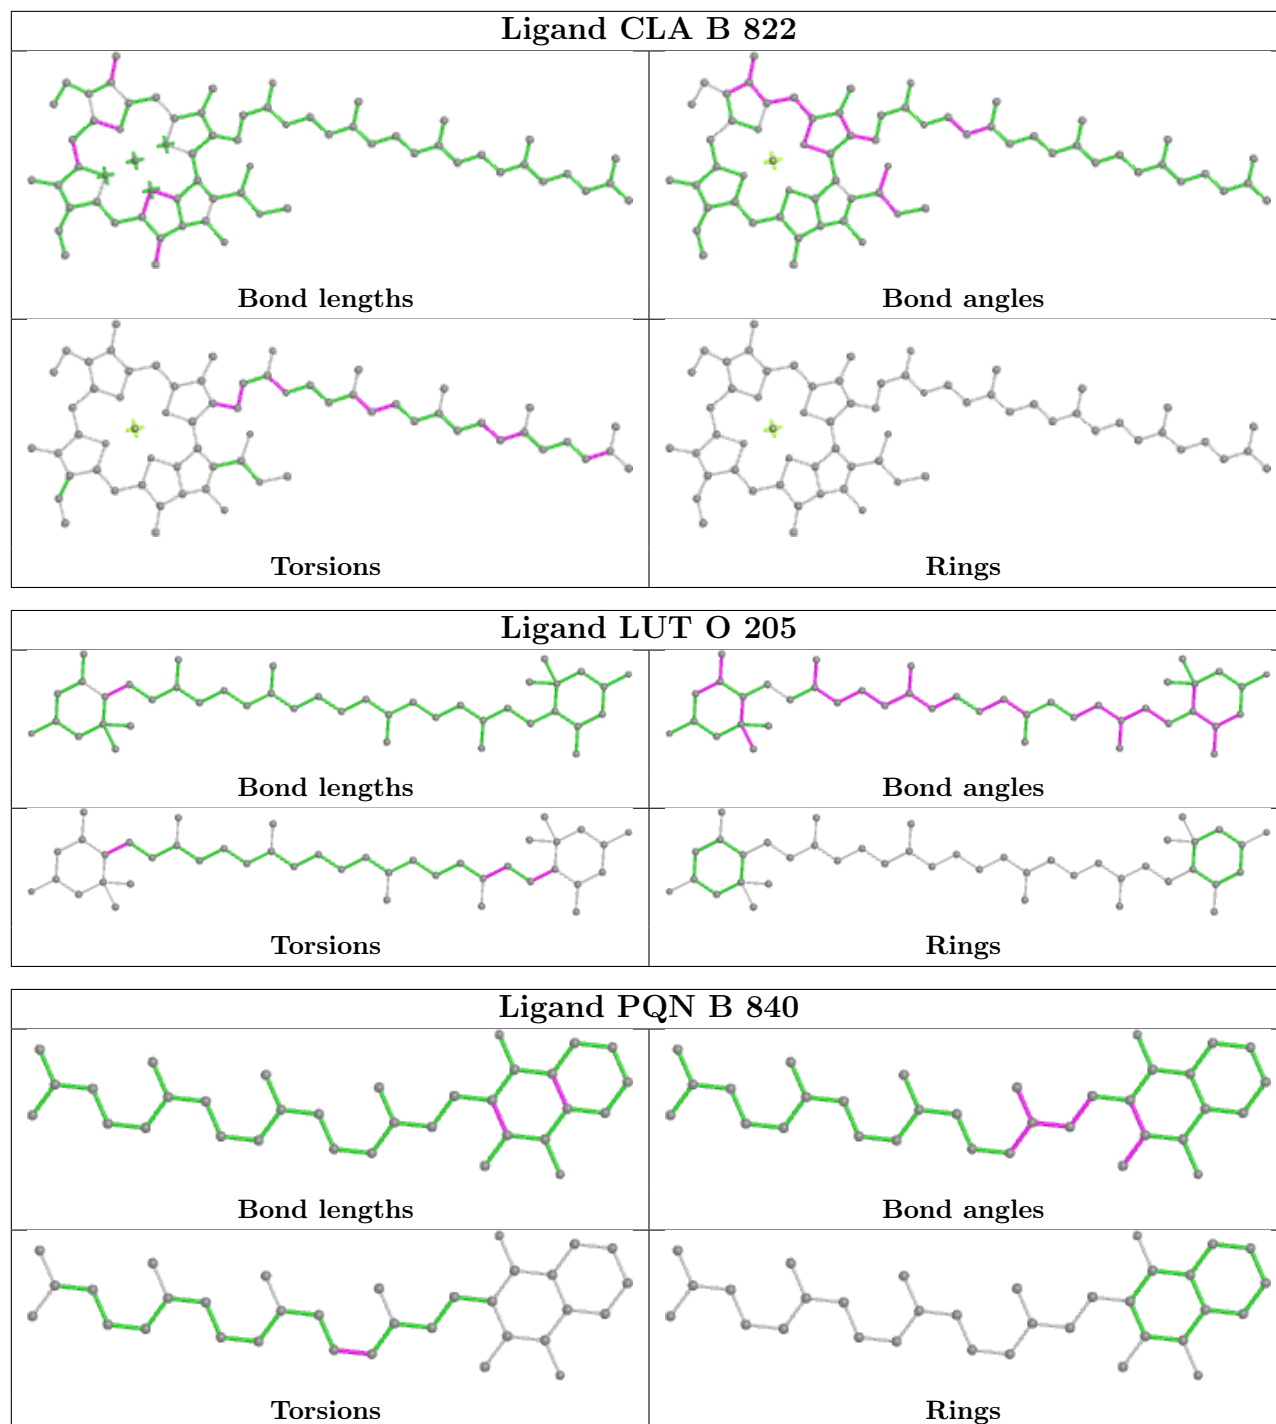 Ligand CLA B 822
Bond lengths
Bond angles
Torsions
Rings
Ligand LUT O 205
Bond lengths
Bond angles
Torsions
Rings
Ligand PQN B 840
Bond lengths
Bond angles
Torsions
Rings